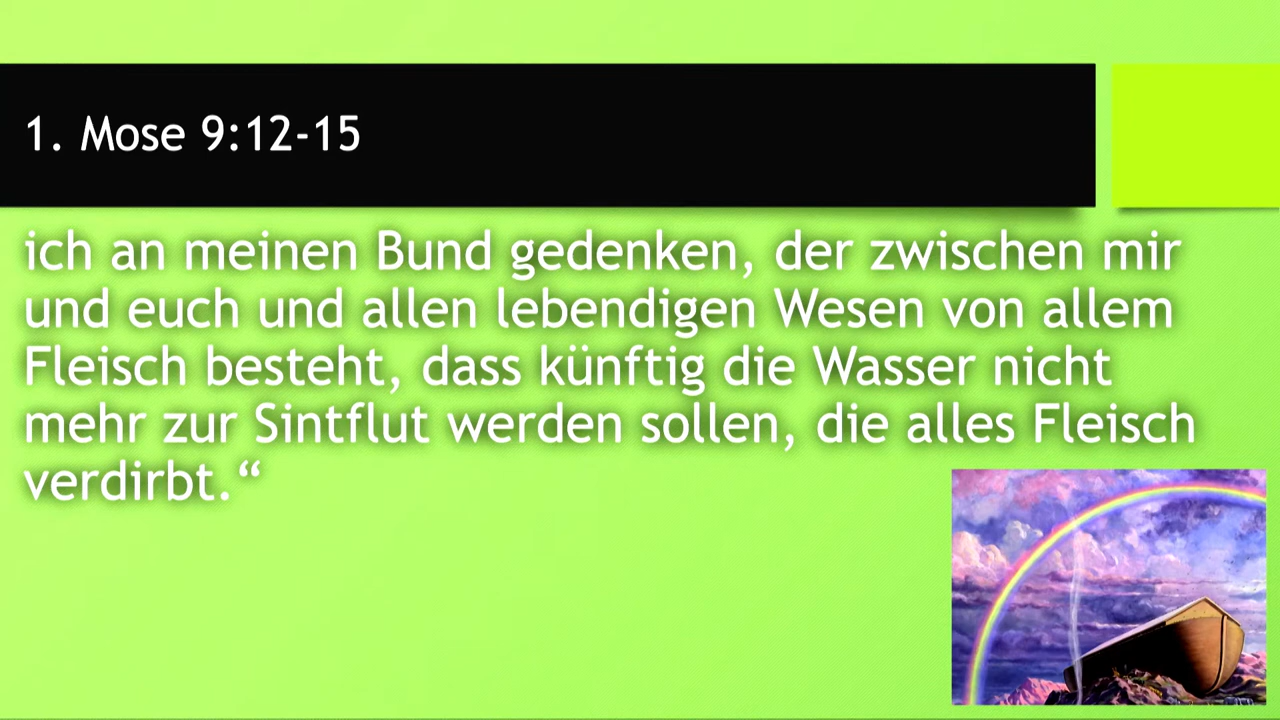 1. Mose 9:12-15
ich an meinen Bund gedenken, der zwischen mir
und euch und allen lebendigen Wesen von allem
Fleisch besteht, dass künftig die Wasser nicht
mehr zur Sintflut werden sollen, die alles Fleisch
verdirbt.“